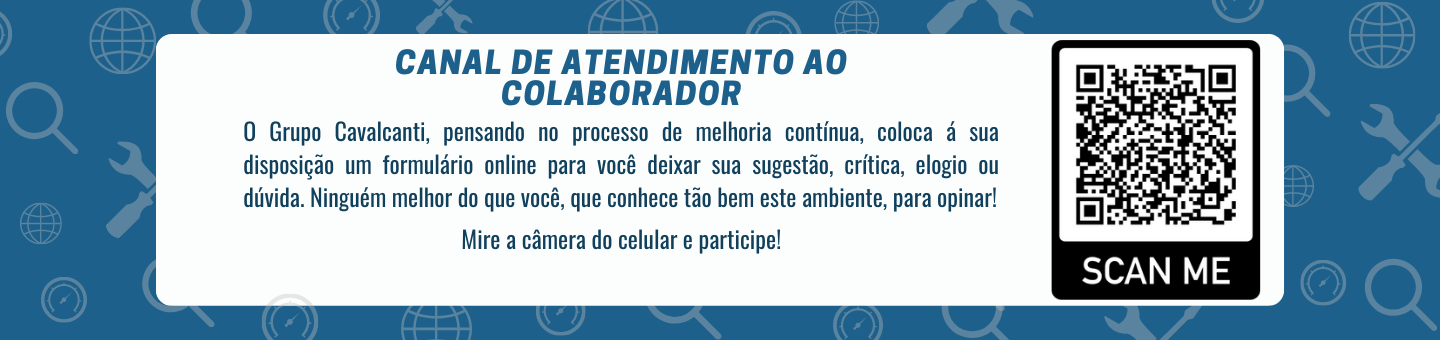 CANAL DE ATENDIMENTO AO
COLABORADOR
O Grupo Cavalcanti, pensando no processo de melhoria contínua, coloca á sua
disposição um formulário online para você deixar sua sugestão, crítica, elogio ou
dúvida. Ninguém melhor do que você, que conhece tão bem este ambiente, para opinar!
Mire a câmera do celular e participe!
SCAN ME